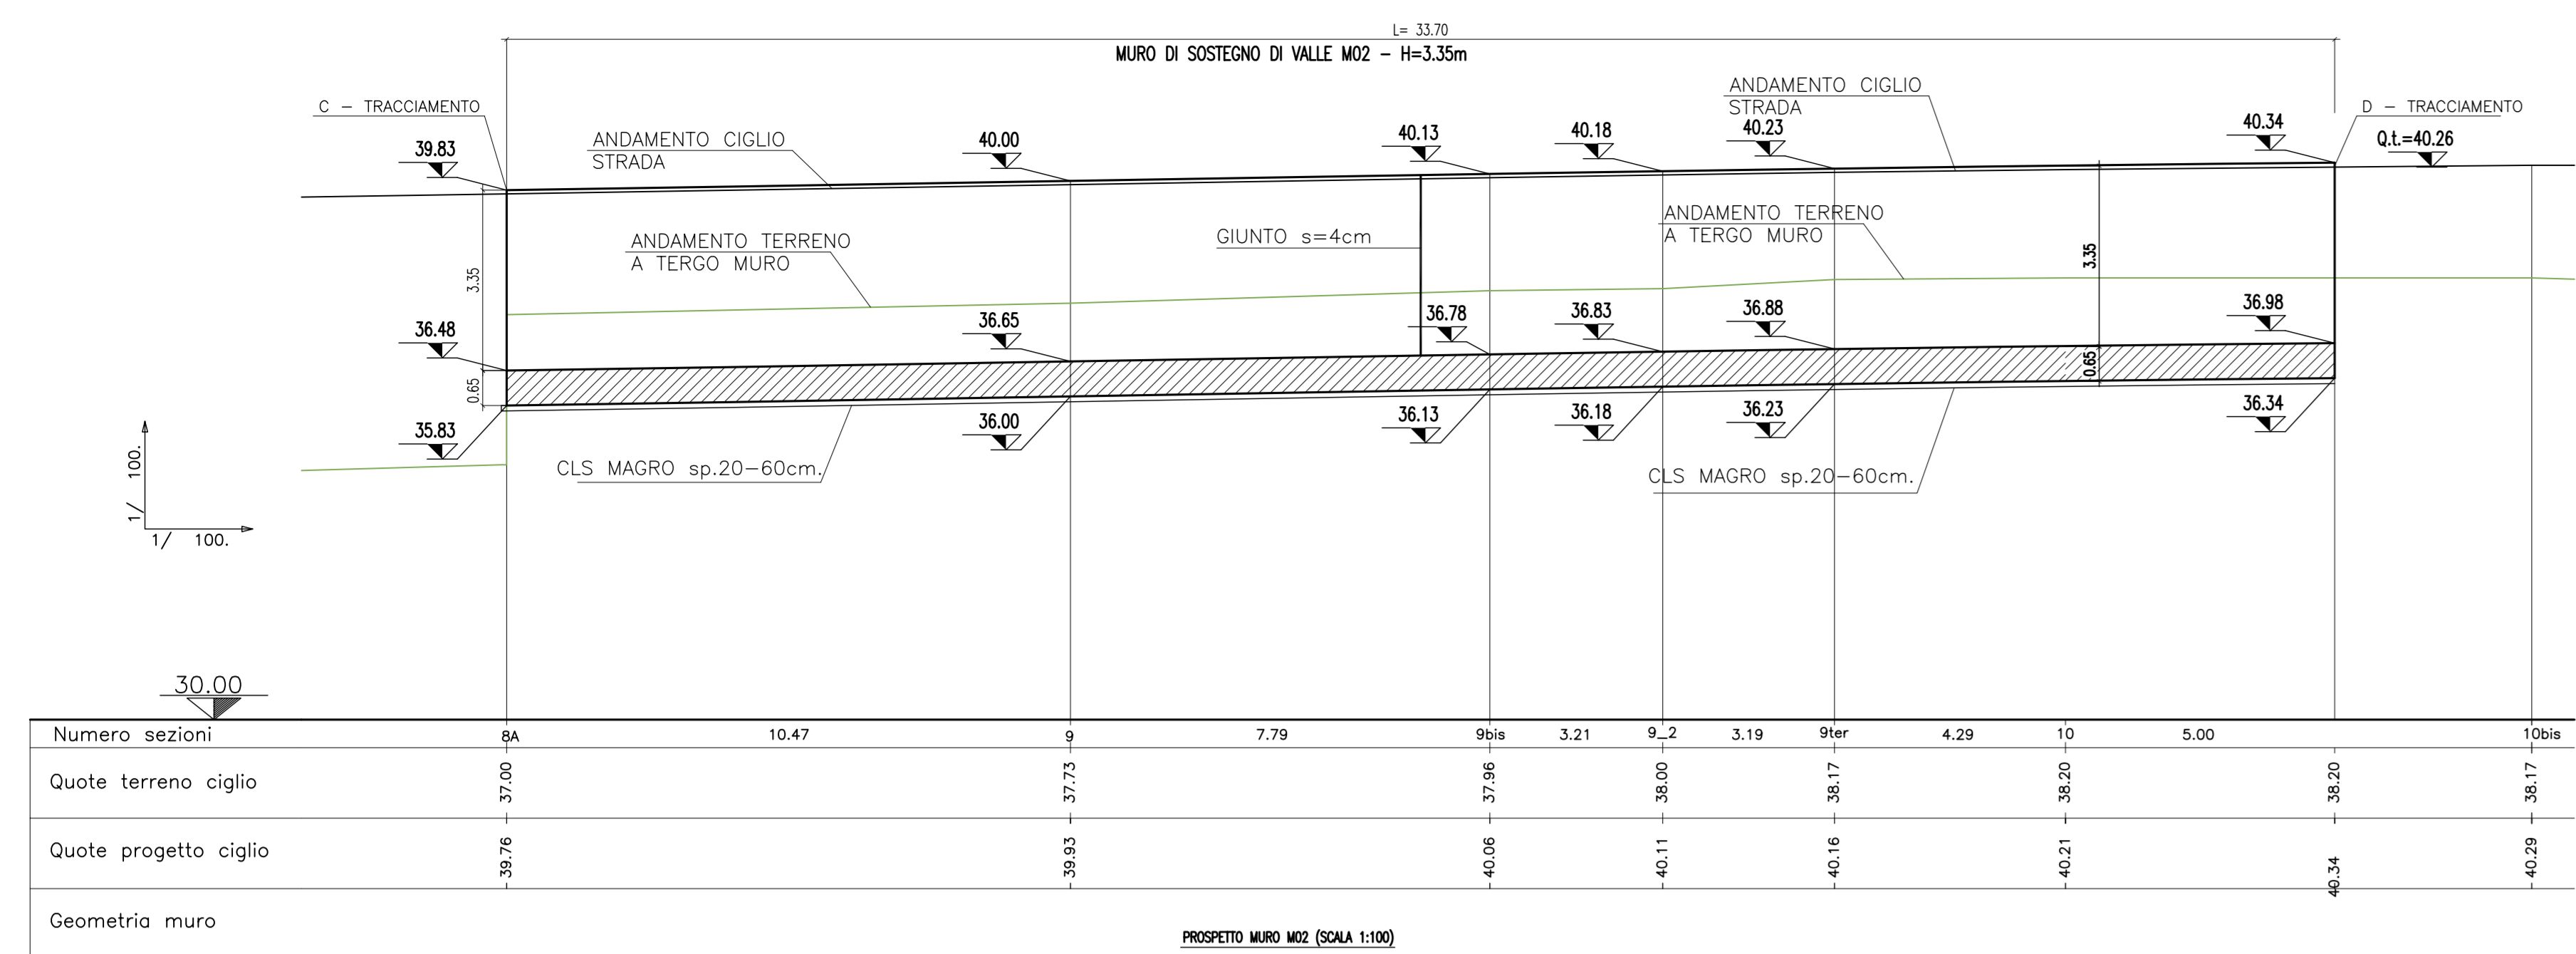 L= 33.70
MURO DI SOSTEGNO DI VALLE M02 – H=3.35m
C – TRACCIAMENTO
ANDAMENTO CIGLIO
STRADA
ANDAMENTO CIGLIO
STRADA
D – TRACCIAMENTO
39.83
40.00
40.13
40.18
40.23
40.34
Q.t.=40.26
ANDAMENTO TERRENO
A TERGO MURO
GIUNTO s=4cm
ANDAMENTO TERRENO
A TERGO MURO
3.35
3.35
36.48
36.65
36.78
36.83
36.88
36.98
0.65
0.65
35.83
36.00
36.13
36.18
36.23
36.34
CLS MAGRO sp.20–60cm.
CLS MAGRO sp.20–60cm.
1/ 100.
1/ 100.
30.00
Numero sezioni 8A 10.47 9 7.79 9bis 3.21 9_2 3.19 9ter 4.29 10 5.00 10bis
Quote terreno ciglio 37.00 37.73 37.96 38.00 38.17 38.20 38.20 38.17
Quote progetto ciglio 39.76 39.93 40.06 40.11 40.16 40.21 40.34 40.29
Geometria muro
PROSPETTO MURO M02 (SCALA 1:100)